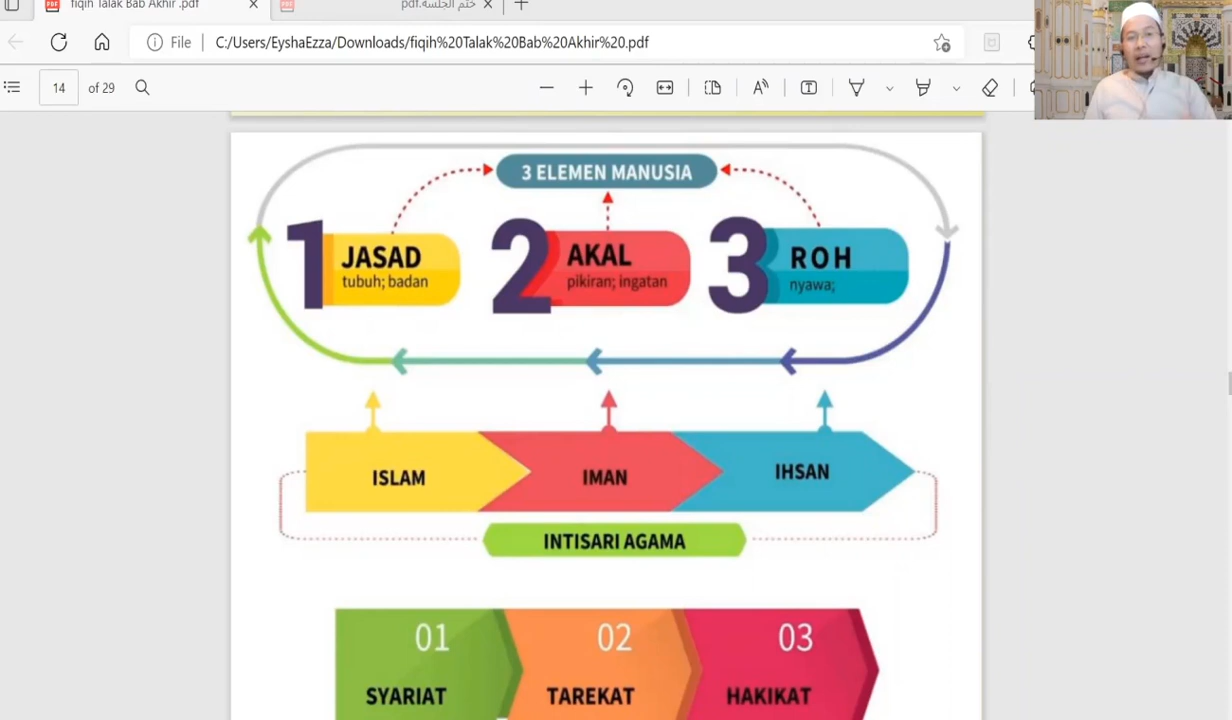 fiqih Talak Bab Akhir .pdf
ختم الجلسة.pdf
File
C:/Users/EyshaEzza/Downloads/fiqih%20Talak%20Bab%20Akhir%20.pdf
14 of 29
3 ELEMEN MANUSIA
1 JASAD
tubuh; badan
2 AKAL
pikiran; ingatan
3 ROH
nyawa;
ISLAM
IMAN
IHSAN
INTISARI AGAMA
01
SYARIAT
02
TAREKAT
03
HAKIKAT